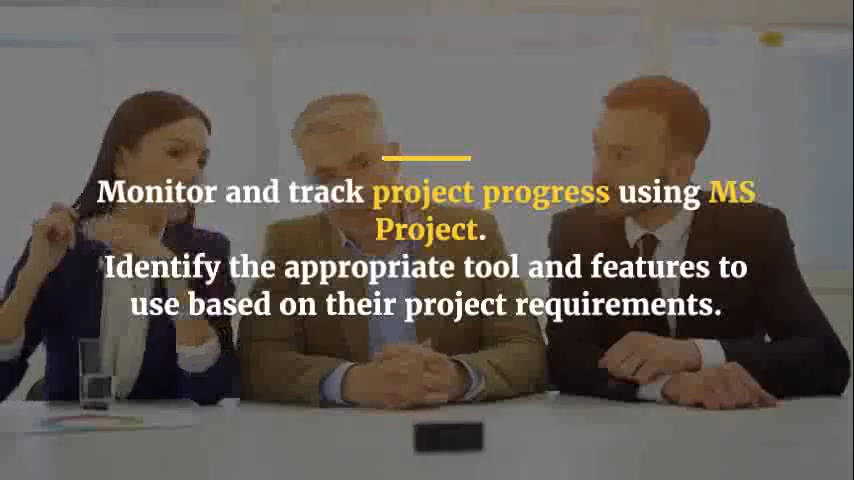 Monitor and track project progress using MS
Project.
Identify the appropriate tool and features to
use based on their project requirements.